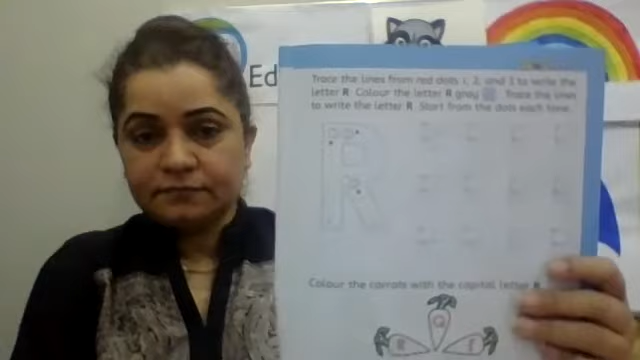 Ed
Trace the lines from red dots 1, 2, and 3 to write the
letter R. Colour the letter R gray. Trace the lines
to write the letter R. Start from the dots each time.
R
Colour the carrots with the capital letter R